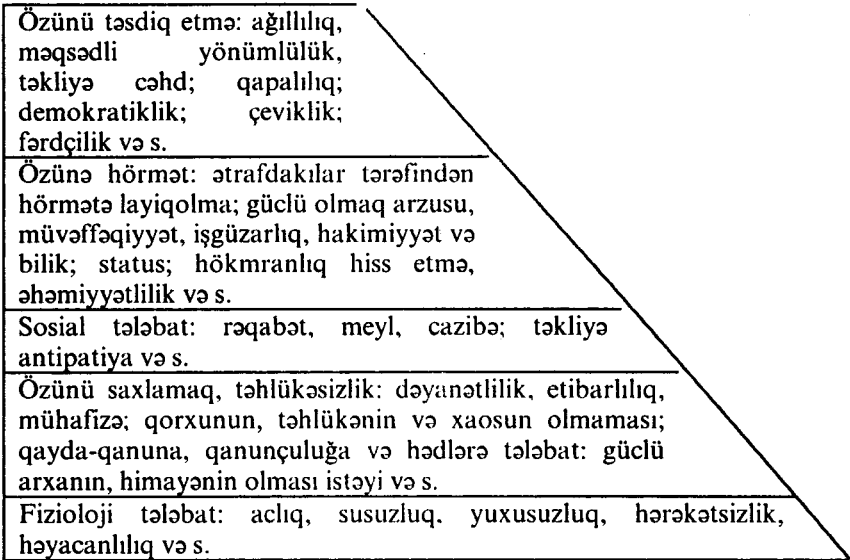 Özünü təsdiq etmə: ağıllılıq,
məqsədli yönümlülük,
təkliyə cəhd; qapalılıq;
demokratiklik; çeviklik;
fərdçilik və s.
Özünə hörmət: ətrafdakılar tərəfindən
hörmətə layiqolma; güclü olmaq arzusu,
müvəffəqiyyət, işgüzarlıq, hakimiyyət və
bilik; status; hökmranlıq hiss etmə,
əhəmiyyətlilik və s.
Sosial tələbat: rəqabət, meyl, cazibə; təkliyə
antipatiya və s.
Özünü saxlamaq, təhlükəsizlik: dəyanətlilik, etibarlılıq,
mühafizə; qorxunun, təhlükənin və xaosun olmaması;
qayda-qanuna, qanunçuluğa və hədlərə tələbat: güclü
arxanın, himayənin olması istəyi və s.
Fizioloji tələbat: aclıq, susuzluq. yuxusuzluq, hərəkətsizlik,
həyacanlılıq və s.